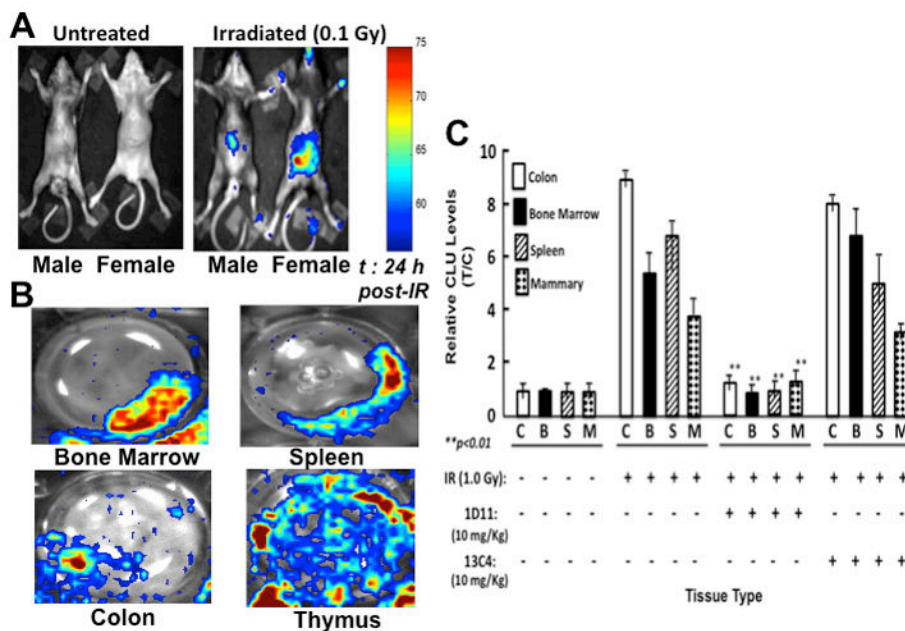 A
Untreated
Irradiated (0.1 Gy)
75
70
65
60
Male Female
Male Female
t : 24 h
post-IR
B
Bone Marrow
Spleen
Colon
Thymus
C
Relative CLU Levels
(T/C)
10
8
6
4
2
0
Colon
Bone Marrow
Spleen
Mammary
** ** ** **
C B S M C B S M C B S M C B S M
**p<0.01
IR (1.0 Gy): - - - - + + + + + + + + + + + +
1D11: - - - - - - - - + + + + - - - -
(10 mg/Kg)
13C4: - - - - - - - - - - - - + + + +
(10 mg/Kg)
Tissue Type